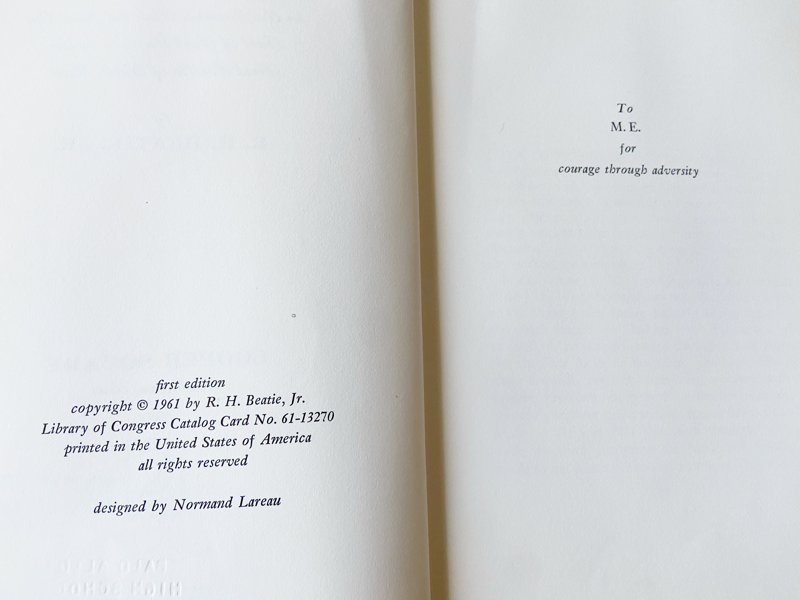 first edition
copyright © 1961 by R. H. Beatie, Jr.
Library of Congress Catalog Card No. 61-13270
printed in the United States of America
all rights reserved
designed by Normand Lareau
To
M. E.
for
courage through adversity